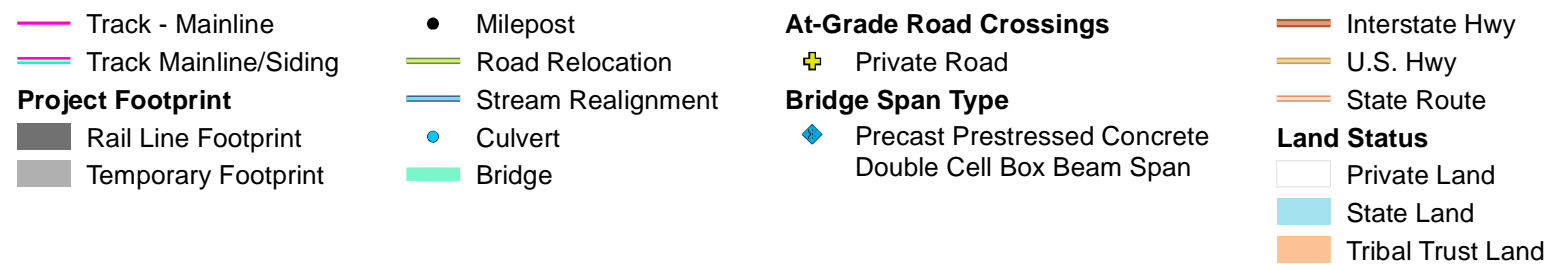 Track - Mainline
Track Mainline/Siding
Project Footprint
Rail Line Footprint
Temporary Footprint
Milepost
Road Relocation
Stream Realignment
Culvert
Bridge
At-Grade Road Crossings
Private Road
Bridge Span Type
Precast Prestressed Concrete
Double Cell Box Beam Span
Interstate Hwy
U.S. Hwy
State Route
Land Status
Private Land
State Land
Tribal Trust Land